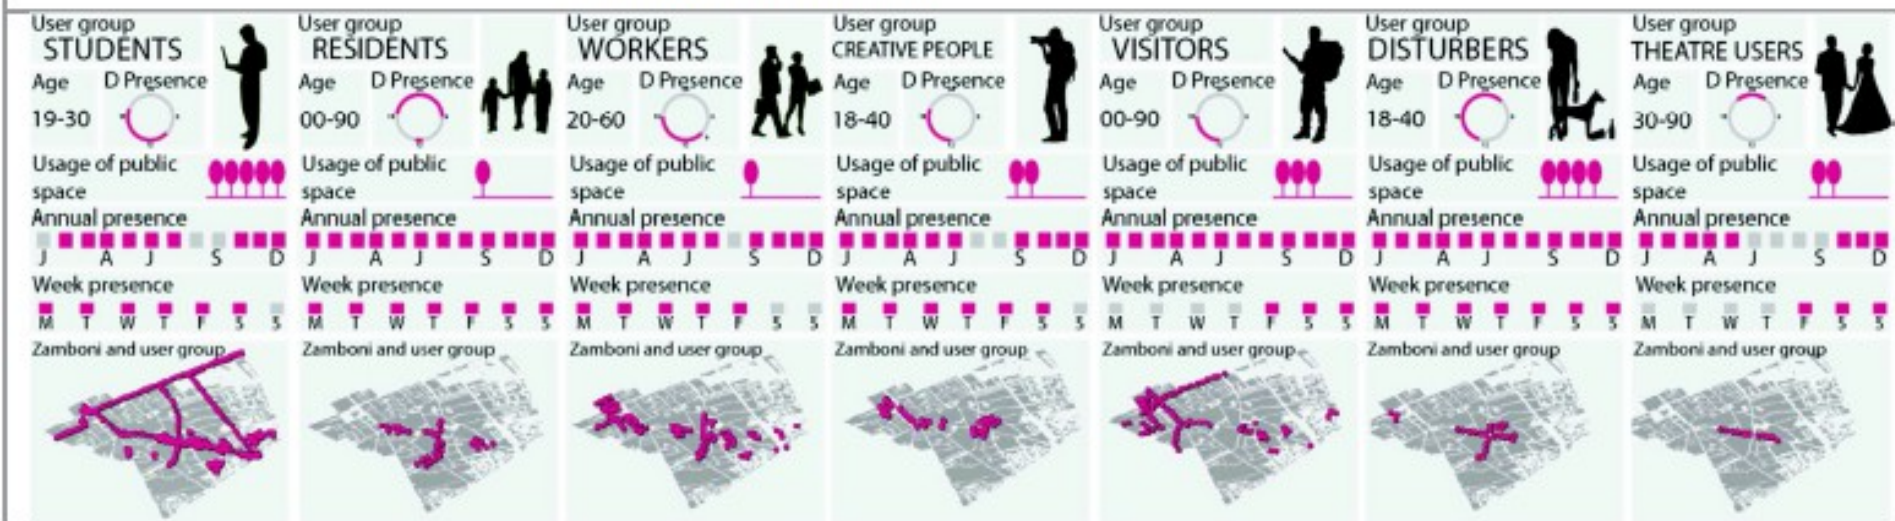 User group
STUDENTS
Age D Presence
19-30
Usage of public
space
Annual presence
J A J S D
Week presence
M T W T F S S
Zamboni and user group
User group
RESIDENTS
Age D Presence
00-90
Usage of public
space
Annual presence
J A J S D
Week presence
M T W T F S S
Zamboni and user group
User group
WORKERS
Age D Presence
20-60
Usage of public
space
Annual presence
J A J S D
Week presence
M T W T F S S
Zamboni and user group
User group
CREATIVE PEOPLE
Age D Presence
18-40
Usage of public
space
Annual presence
J A J S D
Week presence
M T W T F S S
Zamboni and user group
User group
VISITORS
Age D Presence
00-90
Usage of public
space
Annual presence
J A J S D
Week presence
M T W T F S S
Zamboni and user group
User group
DISTURBERS
Age D Presence
18-40
Usage of public
space
Annual presence
J A J S D
Week presence
M T W T F S S
Zamboni and user group
User group
THEATRE USERS
Age D Presence
30-90
Usage of public
space
Annual presence
J A J S D
Week presence
M T W T F S S
Zamboni and user group